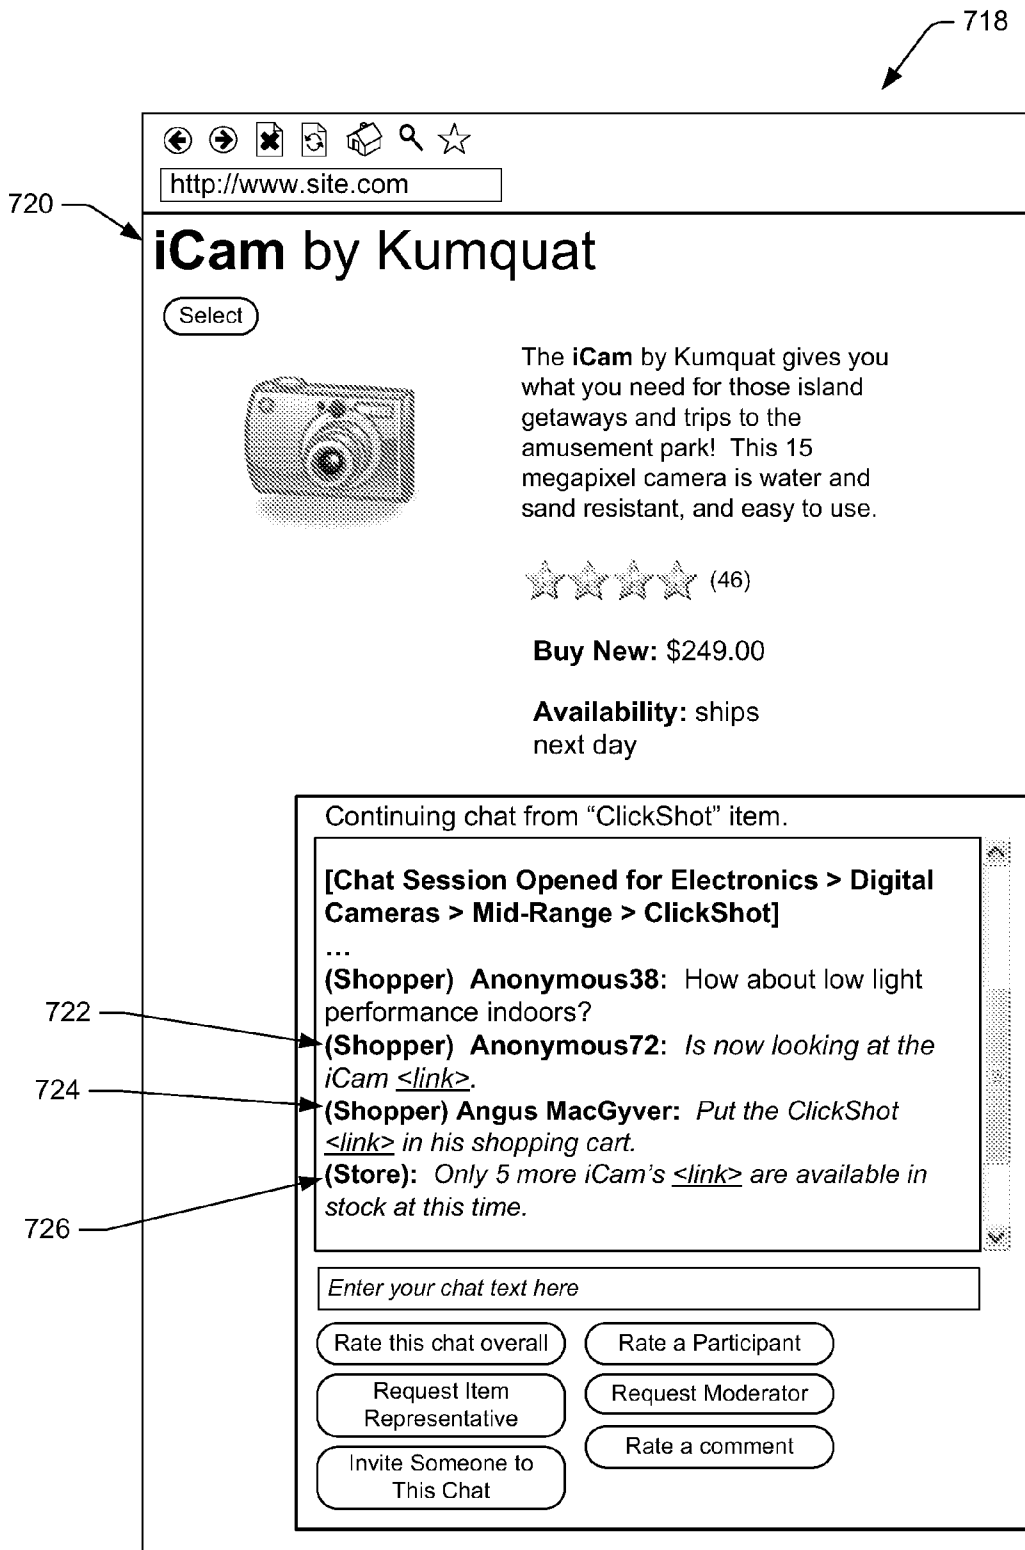 718
http://www.site.com
720
iCam by Kumquat
Select
The iCam by Kumquat gives you
what you need for those island
getaways and trips to the
amusement park!  This 15
megapixel camera is water and
sand resistant, and easy to use.
(46)
Buy New: $249.00
Availability: ships
next day
Continuing chat from “ClickShot” item.
[Chat Session Opened for Electronics > Digital
Cameras > Mid-Range > ClickShot]
...
(Shopper)  Anonymous38:  How about low light
performance indoors?
722
(Shopper)  Anonymous72:  Is now looking at the
iCam <link>.
724
(Shopper) Angus MacGyver:  Put the ClickShot
<link> in his shopping cart.
(Store):  Only 5 more iCam’s <link> are available in
stock at this time.
726
Enter your chat text here
Rate this chat overall
Rate a Participant
Request Item
Representative
Request Moderator
Rate a comment
Invite Someone to
This Chat